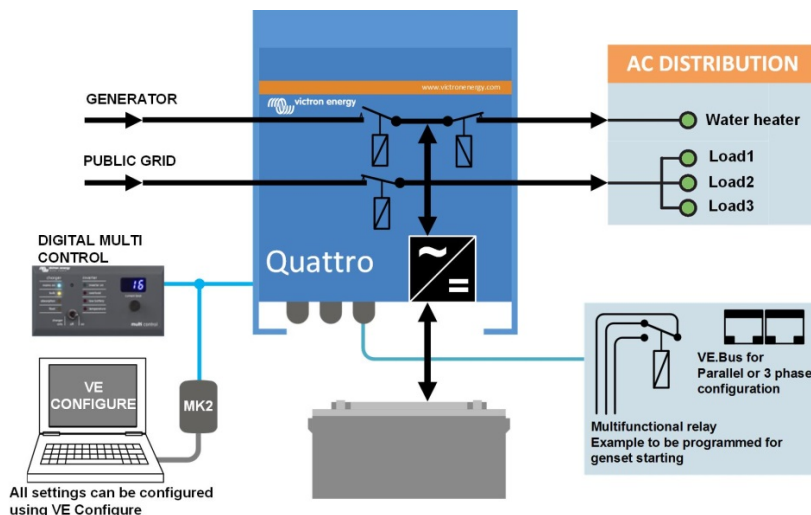 www.victronenergy.com
victron energy
AC DISTRIBUTION
GENERATOR
Water heater
PUBLIC GRID
Load1
Load2
Load3
DIGITAL MULTI
CONTROL
Quattro
multi control
VE
CONFIGURE
MK2
VE.Bus for
Parallel or 3 phase
configuration
Multifunctional relay
Example to be programmed for
genset starting
All settings can be configured
using VE Configure